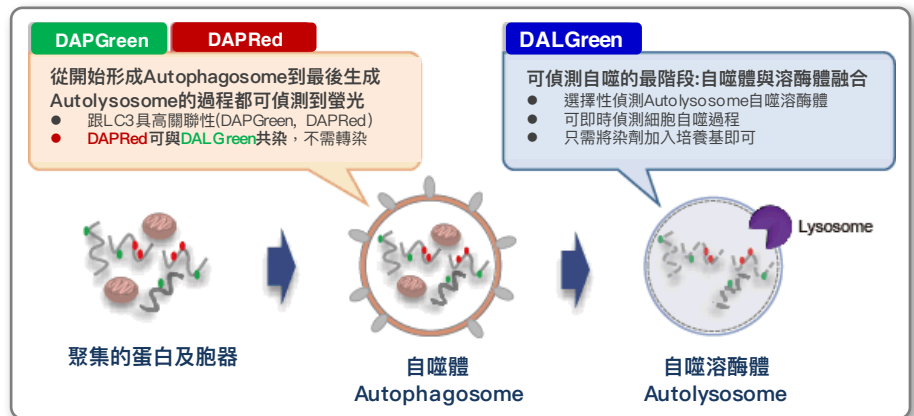 DAPGreen
DAPRed
從開始形成Autophagosome到最後生成
Autolysosome的過程都可偵測到螢光
● 跟LC3具高關聯性(DAPGreen, DAPRed)
● DAPRed可與DALGreen共染，不需轉染
DALGreen
可偵測自噬的最階段:自噬體與溶酶體融合
● 選擇性偵測Autolysosome自噬溶酶體
● 可即時偵測細胞自噬過程
● 只需將染劑加入培養基即可
Lysosome
聚集的蛋白及胞器
自噬體
Autophagosome
自噬溶酶體
Autolysosome